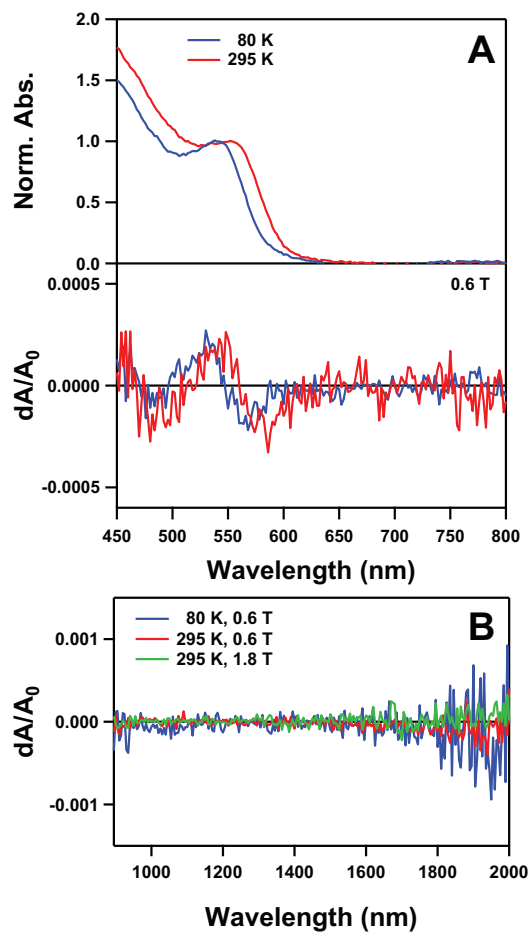 A
80 K
295 K
Norm. Abs.
2.0
1.5
1.0
0.5
0.0
0.6 T
dA/A0
0.0005
0.0000
-0.0005
450 500 550 600 650 700 750 800
Wavelength (nm)
B
80 K, 0.6 T
295 K, 0.6 T
295 K, 1.8 T
dA/A0
0.001
0.000
-0.001
1000 1200 1400 1600 1800 2000
Wavelength (nm)